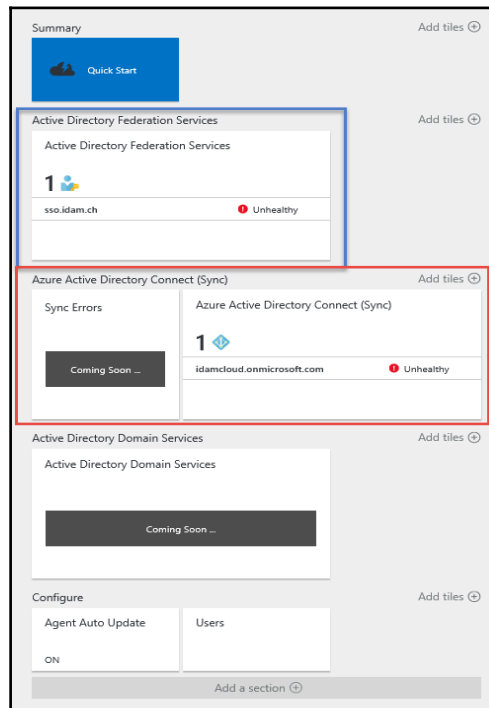 Summary
Add tiles
Quick Start
Active Directory Federation Services
Add tiles
Active Directory Federation Services
1
sso.idam.ch
Unhealthy
Azure Active Directory Connect (Sync)
Add tiles
Sync Errors
Coming Soon ...
Azure Active Directory Connect (Sync)
1
idamcloud.onmicrosoft.com
Unhealthy
Active Directory Domain Services
Add tiles
Active Directory Domain Services
Coming Soon ...
Configure
Add tiles
Agent Auto Update
ON
Users
Add a section